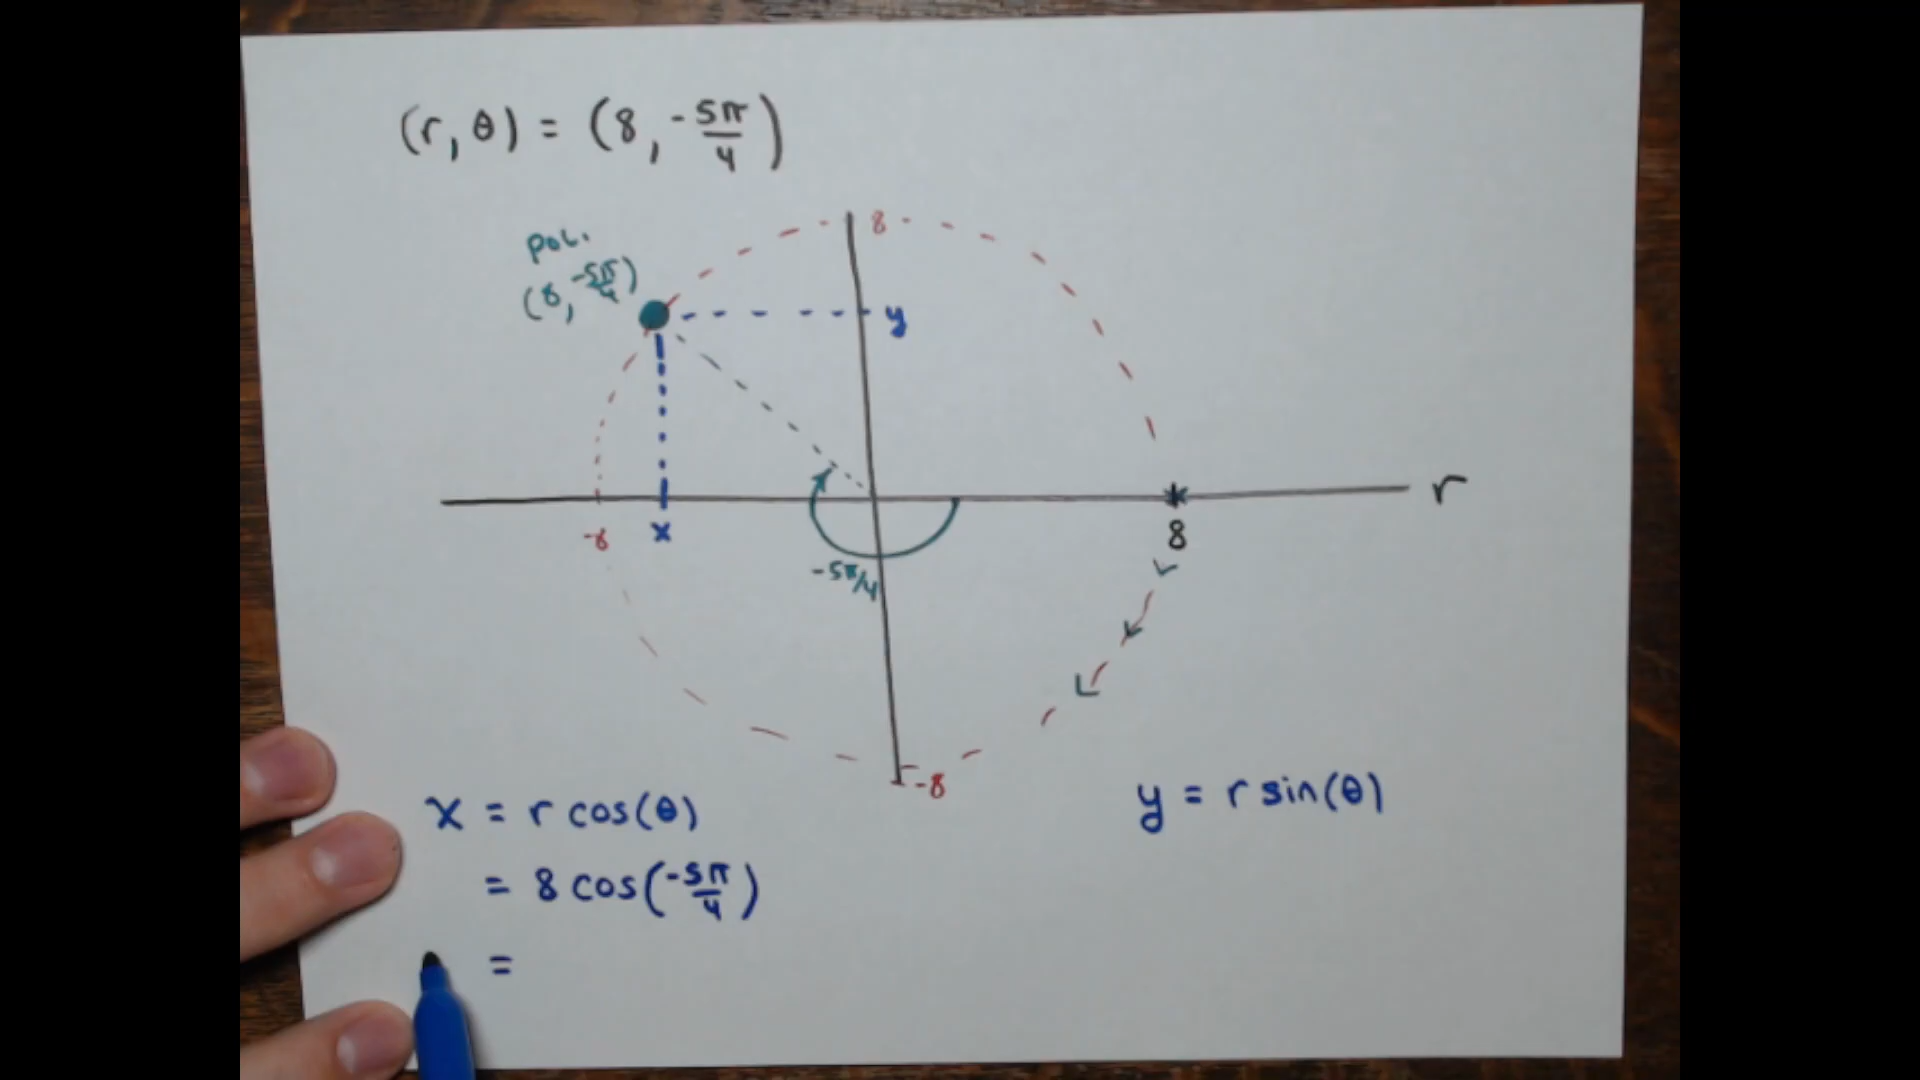 (r, θ) = (8, -5π/4)
8
pol.
(8, -5π/4)
y
r
-8
x
8
-5π/4
-8
x = r cos(θ)
y = r sin(θ)
= 8 cos(-5π/4)
=